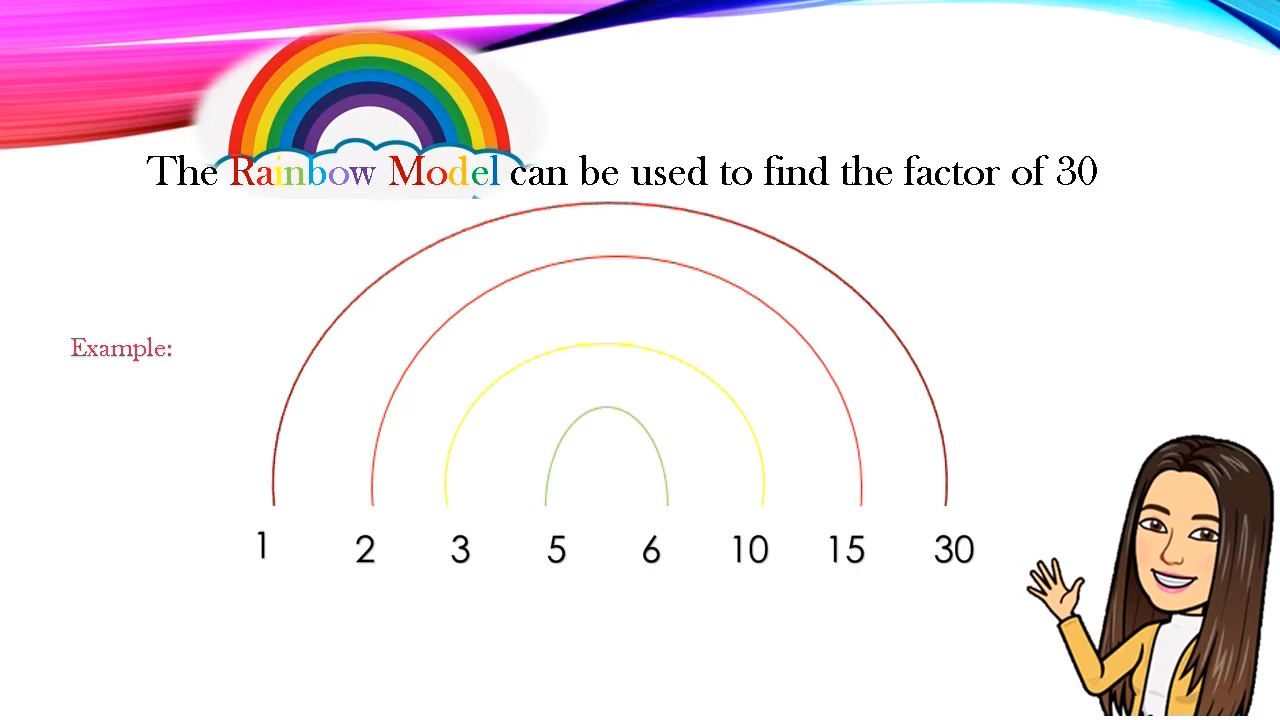 The Rainbow Model can be used to find the factor of 30
Example:
1 2 3 5 6 10 15 30